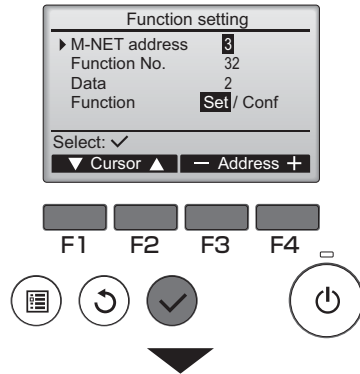 Function setting
M-NET address 3
Function No. 32
Data 2
Function Set / Conf
Select: ✓
▼ Cursor ▲ − Address +
F1 F2 F3 F4